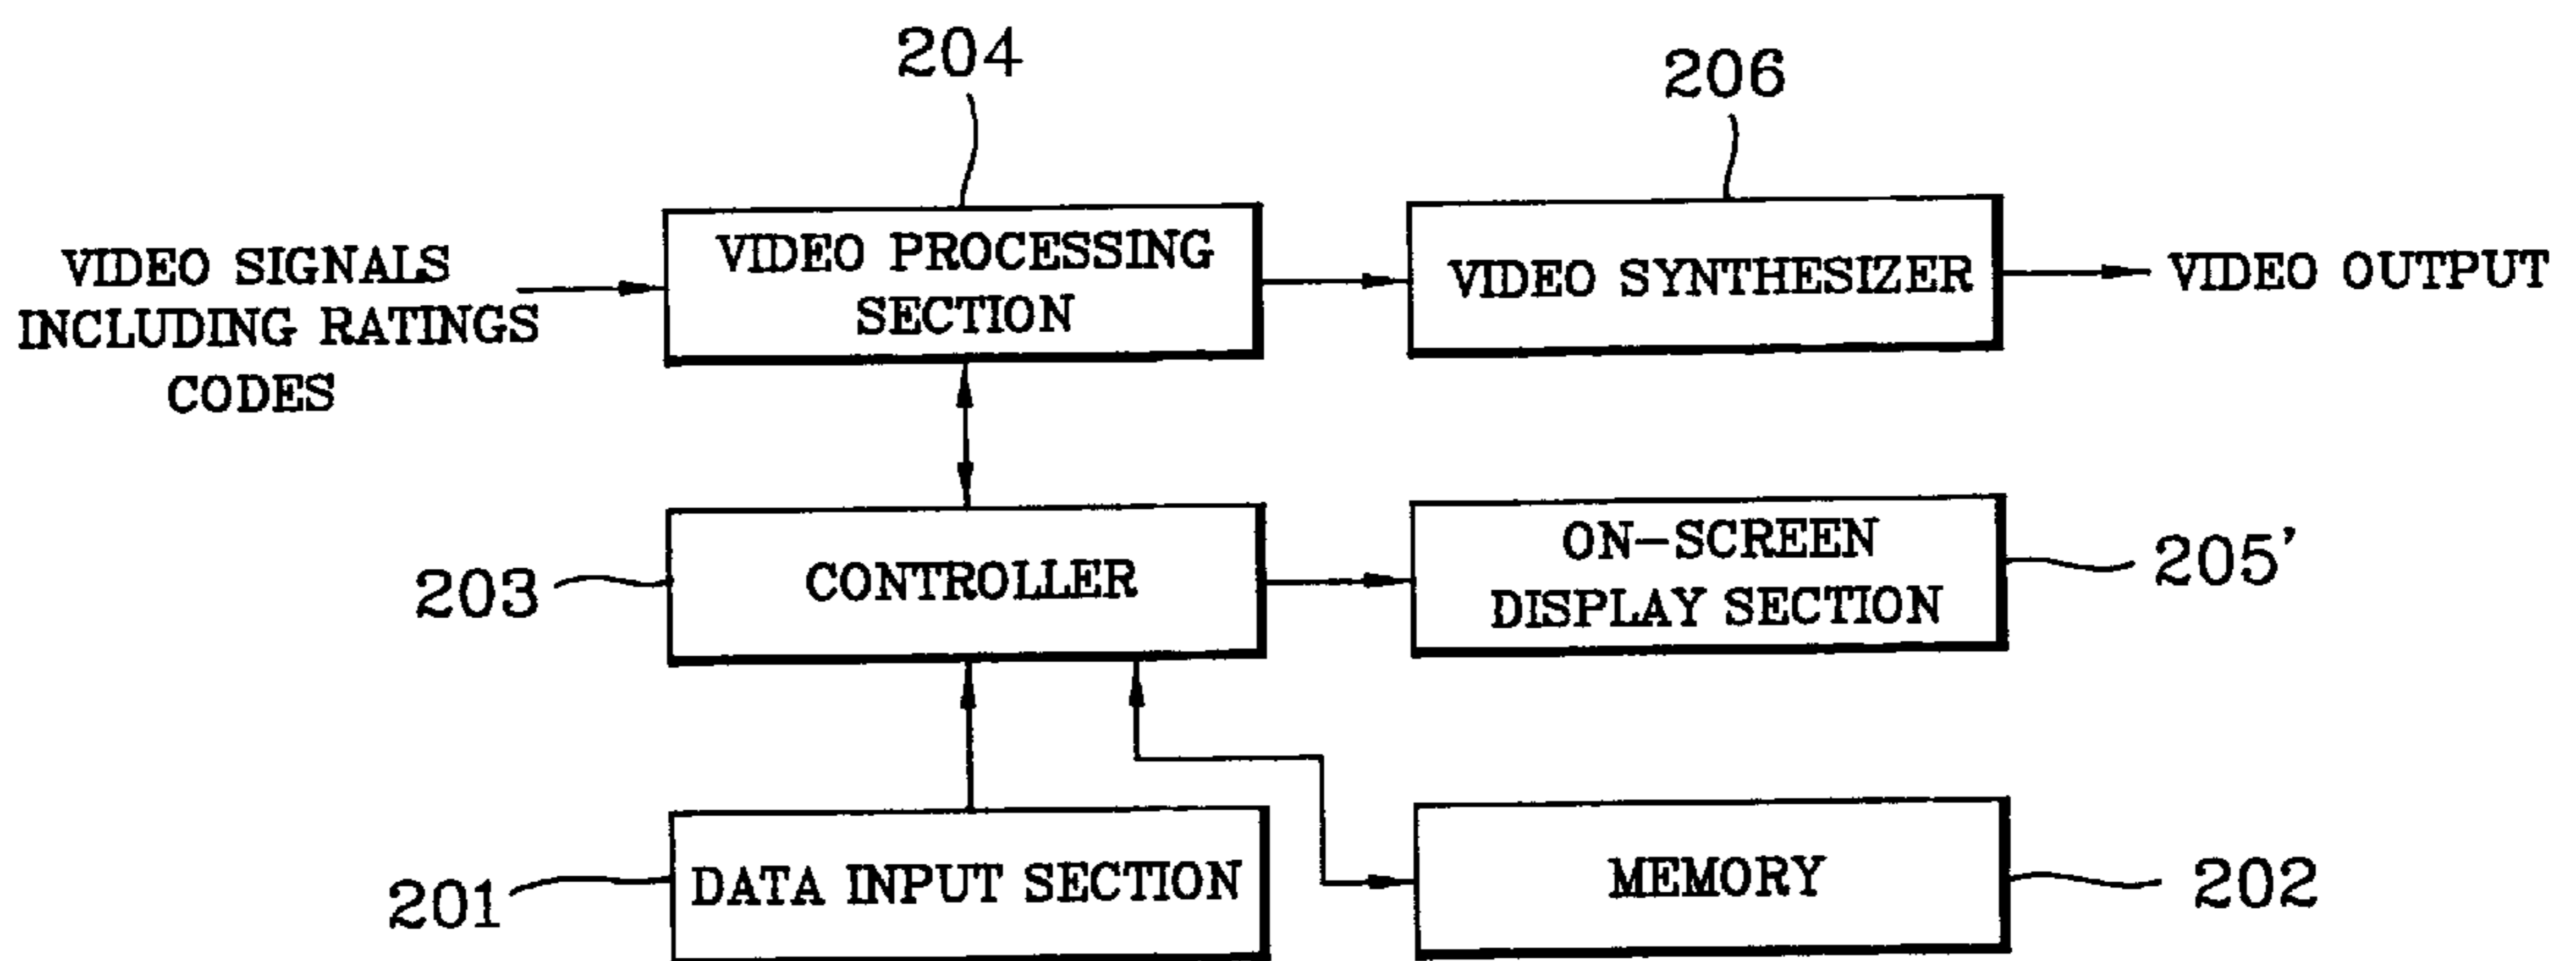 204
206
VIDEO SIGNALS
INCLUDING RATINGS
CODES
VIDEO PROCESSING
SECTION
VIDEO SYNTHESIZER
VIDEO OUTPUT
203
CONTROLLER
ON-SCREEN
DISPLAY SECTION
205'
201
DATA INPUT SECTION
MEMORY
202